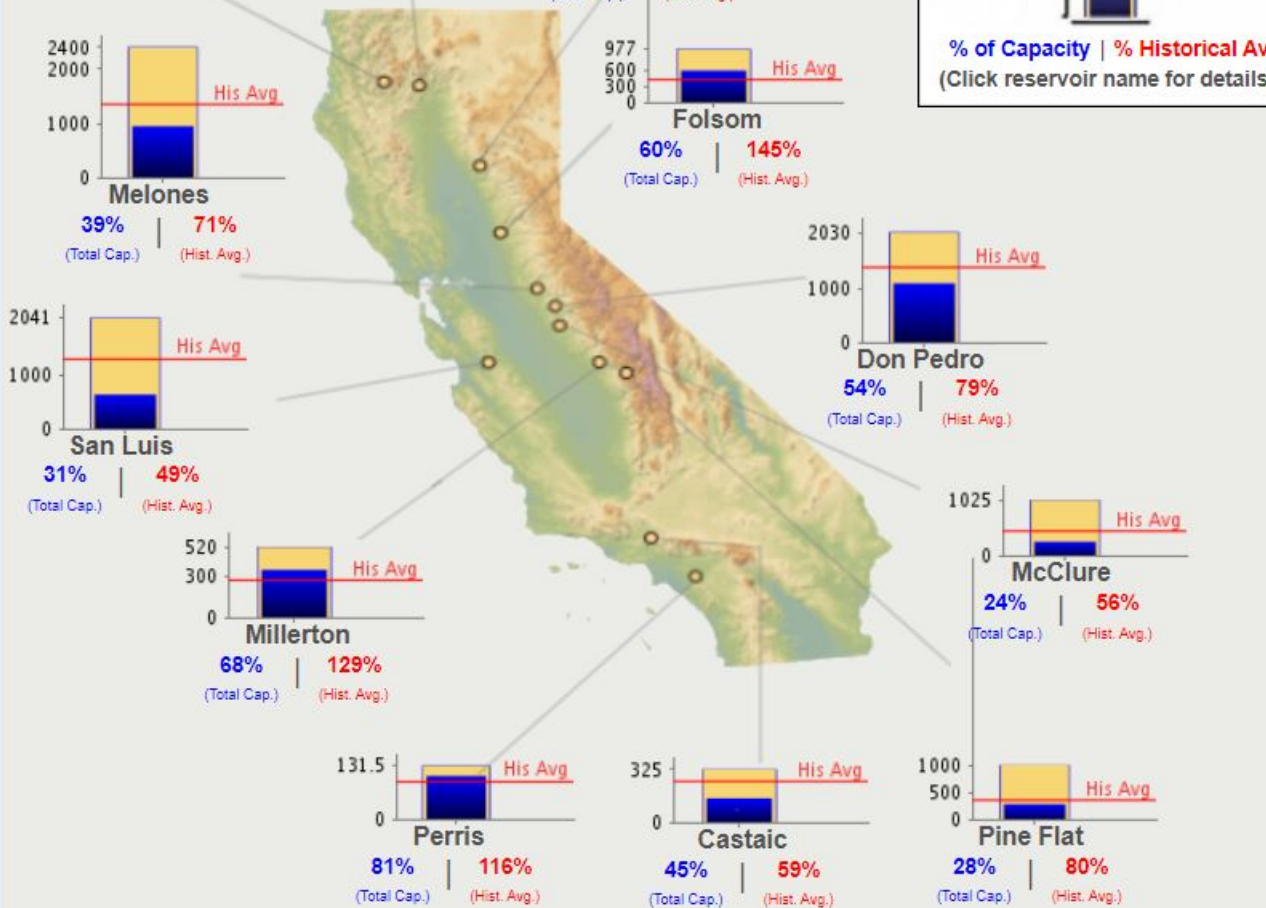 % of Capacity | % Historical Av
(Click reservoir name for details
2400
2000
1000
0
His Avg
Melones
39% | 71%
(Total Cap.) (Hist. Avg.)
977
600
300
0
His Avg
Folsom
60% | 145%
(Total Cap.) (Hist. Avg.)
2030
1000
0
His Avg
Don Pedro
54% | 79%
(Total Cap.) (Hist. Avg.)
2041
1000
0
His Avg
San Luis
31% | 49%
(Total Cap.) (Hist. Avg.)
1025
0
His Avg
McClure
24% | 56%
(Total Cap.) (Hist. Avg.)
520
300
0
His Avg
Millerton
68% | 129%
(Total Cap.) (Hist. Avg.)
131.5
0
His Avg
Perris
81% | 116%
(Total Cap.) (Hist. Avg.)
325
0
His Avg
Castaic
45% | 59%
(Total Cap.) (Hist. Avg.)
1000
500
0
His Avg
Pine Flat
28% | 80%
(Total Cap.) (Hist. Avg.)